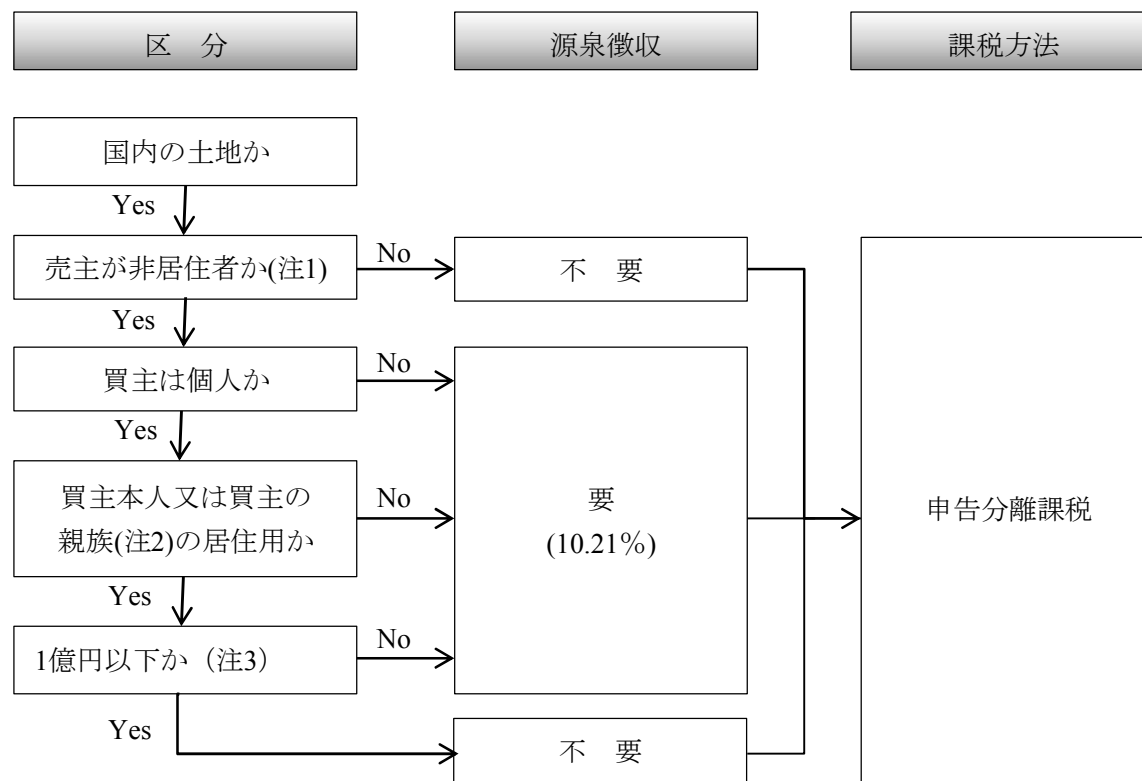 区 分
源泉徴収
課税方法
国内の土地か
Yes
売主が非居住者か(注1)
No
不 要
Yes
買主は個人か
No
Yes
買主本人又は買主の
親族(注2)の居住用か
No
要
(10.21％)
申告分離課税
Yes
1億円以下か（注3）
No
Yes
不 要